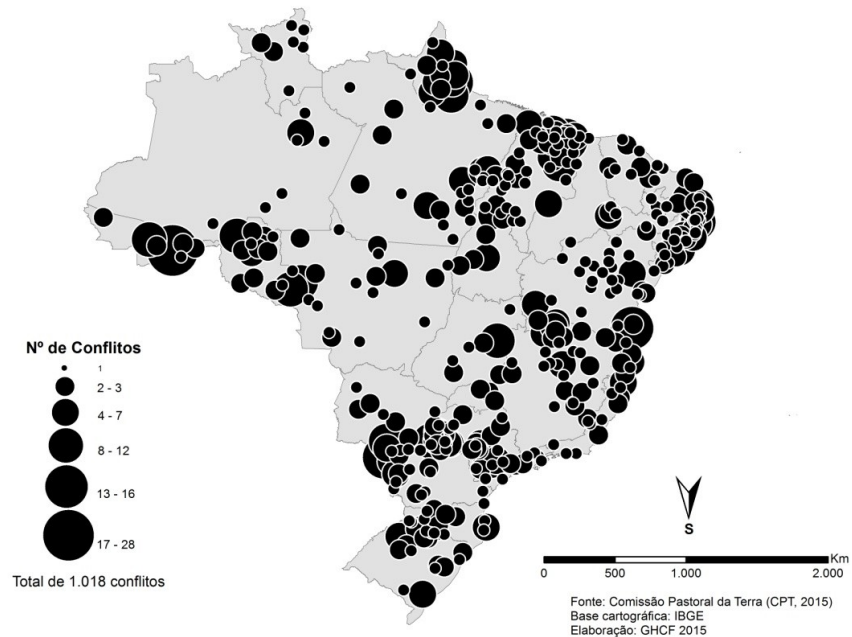 Nº de Conflitos
1
2 - 3
4 - 7
8 - 12
13 - 16
17 - 28
Total de 1.018 conflitos
S
Km
0 500 1.000 2.000
Fonte: Comissão Pastoral da Terra (CPT, 2015)
Base cartográfica: IBGE
Elaboração: GHCF 2015